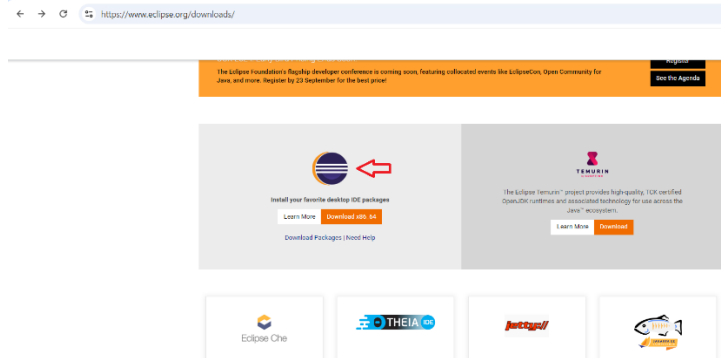 https://www.eclipse.org/downloads/
The Eclipse Foundation's flagship developer conference is coming soon, featuring collocated events like EclipseCon, Open Community for
Java, and more. Register by 23 September for the best price!
Register
See the Agenda
Install your favorite desktop IDE packages
Learn More
Download x86_64
Download Packages | Need Help
TEMURIN
The Eclipse Temurin™ project provides high-quality, TCK certified
OpenJDK runtimes and associated technology for use across the
Java™ ecosystem.
Learn More
Download
Eclipse Che
THEIA IDE
jetty://